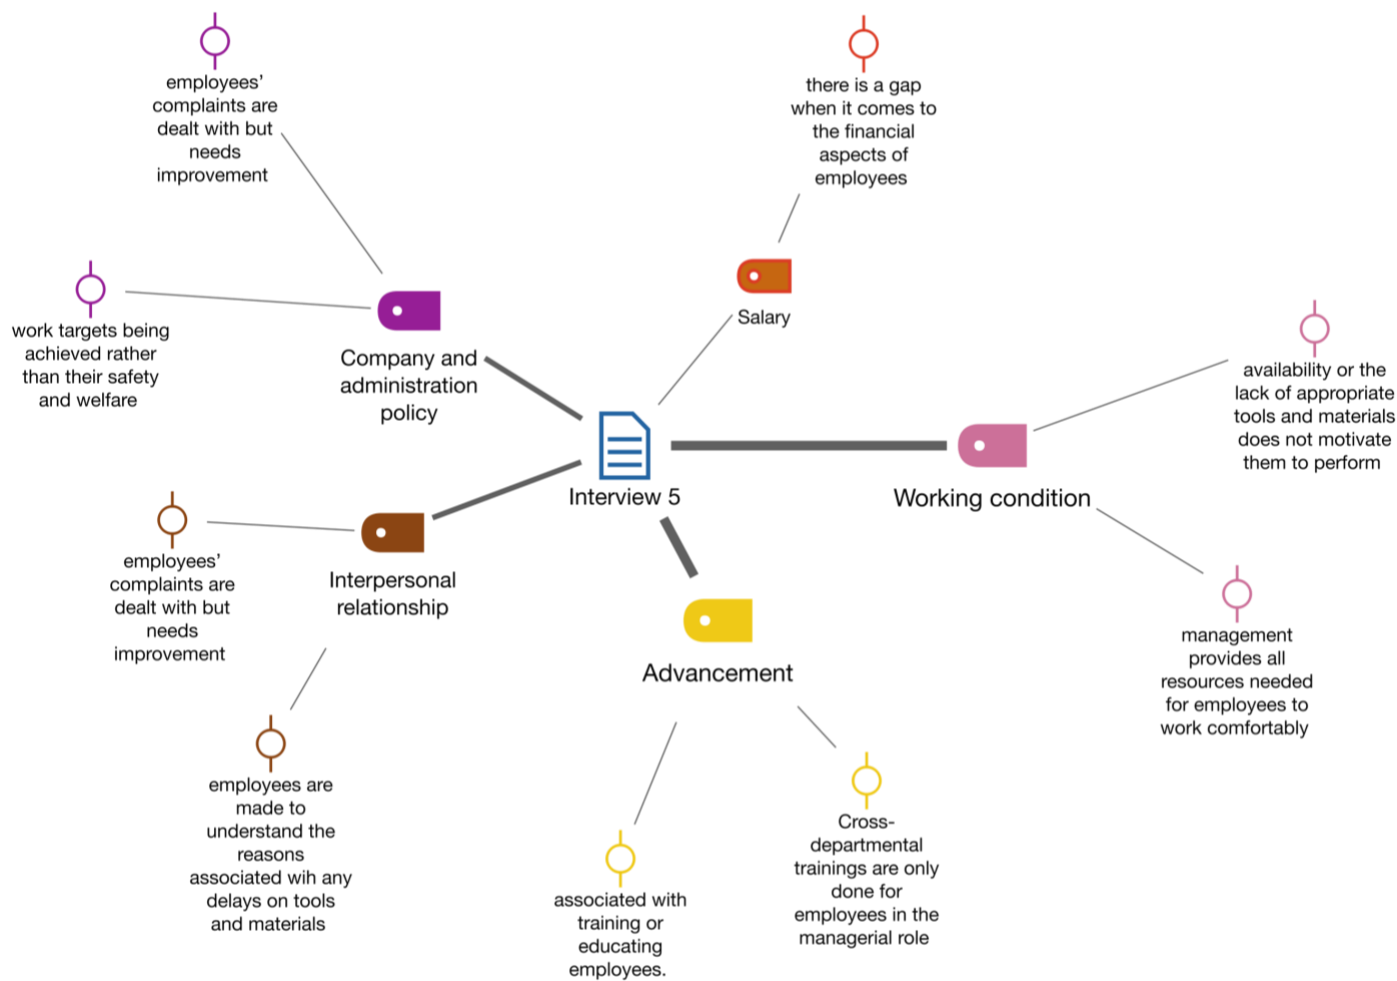 employees’
complaints are
dealt with but
needs
improvement
there is a gap
when it comes to
the financial
aspects of
employees
work targets being
achieved rather
than their safety
and welfare
Company and
administration
policy
Salary
availability or the
lack of appropriate
tools and materials
does not motivate
them to perform
Interview 5
Working condition
employees’
complaints are
dealt with but
needs
improvement
Interpersonal
relationship
Advancement
management
provides all
resources needed
for employees to
work comfortably
employees are
made to
understand the
reasons
associated wih any
delays on tools
and materials
associated with
training or
educating
employees.
Cross-
departmental
trainings are only
done for
employees in the
managerial role